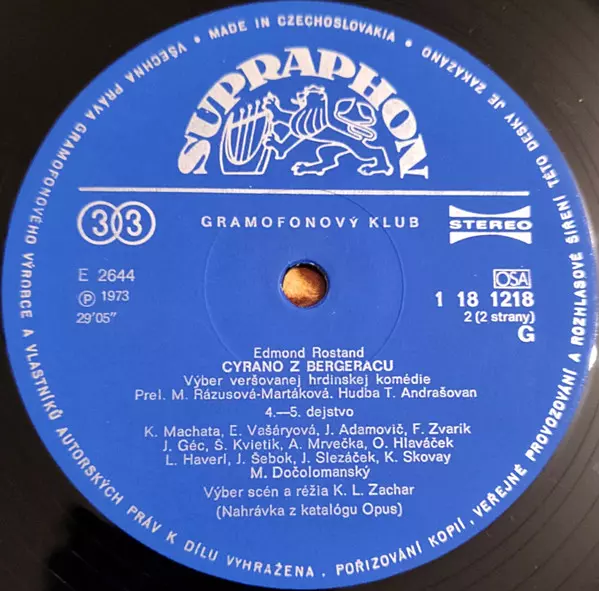 VŠECHNA PRÁVA GRAMOFONOVÉHO VÝROBCE A VLASTNÍKŮ AUTORSKÝCH PRÁV K DÍLU VYHRAŽENA . POŘIZOVÁNÍ KOPIÍ, VEŘEJNÉ PROVOZOVÁNÍ A ROZHLASOVÉ ŠÍŘENÍ TÉTO DESKY JE ZAKÁZÁNO
• MADE IN CZECHOSLOVAKIA •
SUPRAPHON
33
GRAMOFONOVÝ KLUB
STEREO
E 2644
Ⓟ 1973
29'05"
OSA
1 18 1218
2 (2 strany)
G
Edmond Rostand
CYRANO Z BERGERACU
Výber veršovanej hrdinskej komédie
Prel. M. Rázusová-Martáková. Hudba T. Andrašovan
4.—5. dejstvo
K. Machata, E. Vašáryová, J. Adamovič, F. Zvarik
J. Géc, Š. Kvietik, A. Mrvečka, O. Hlaváček
L. Haverl, J. Šebok, J. Slezáček, K. Skovay
M. Dočolomanský
Výber scén a réžia K. L. Zachar
(Nahrávka z katalógu Opus)